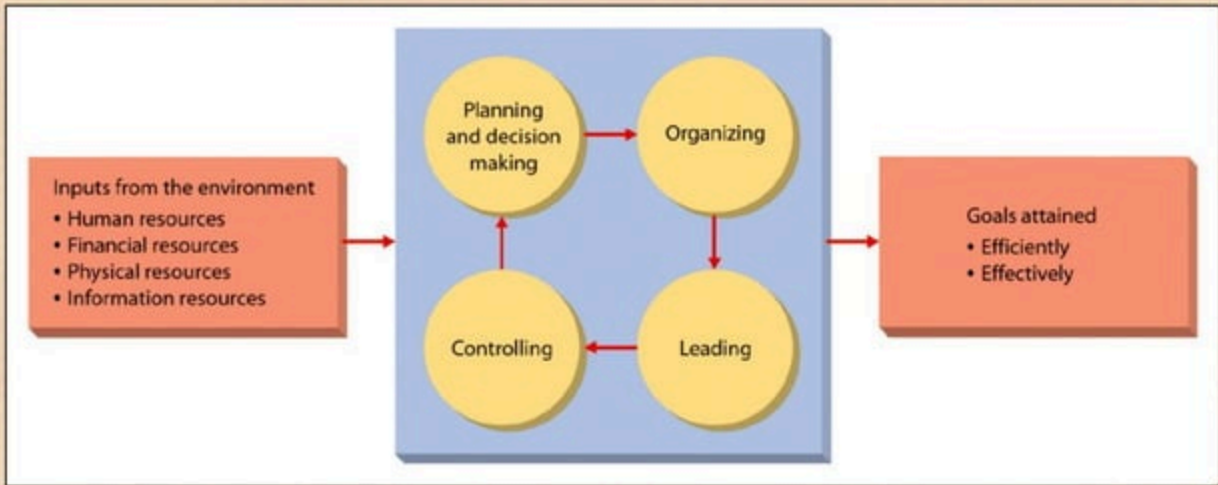 Inputs from the environment
• Human resources
• Financial resources
• Physical resources
• Information resources
Planning
and decision
making
Organizing
Leading
Controlling
Goals attained
• Efficiently
• Effectively